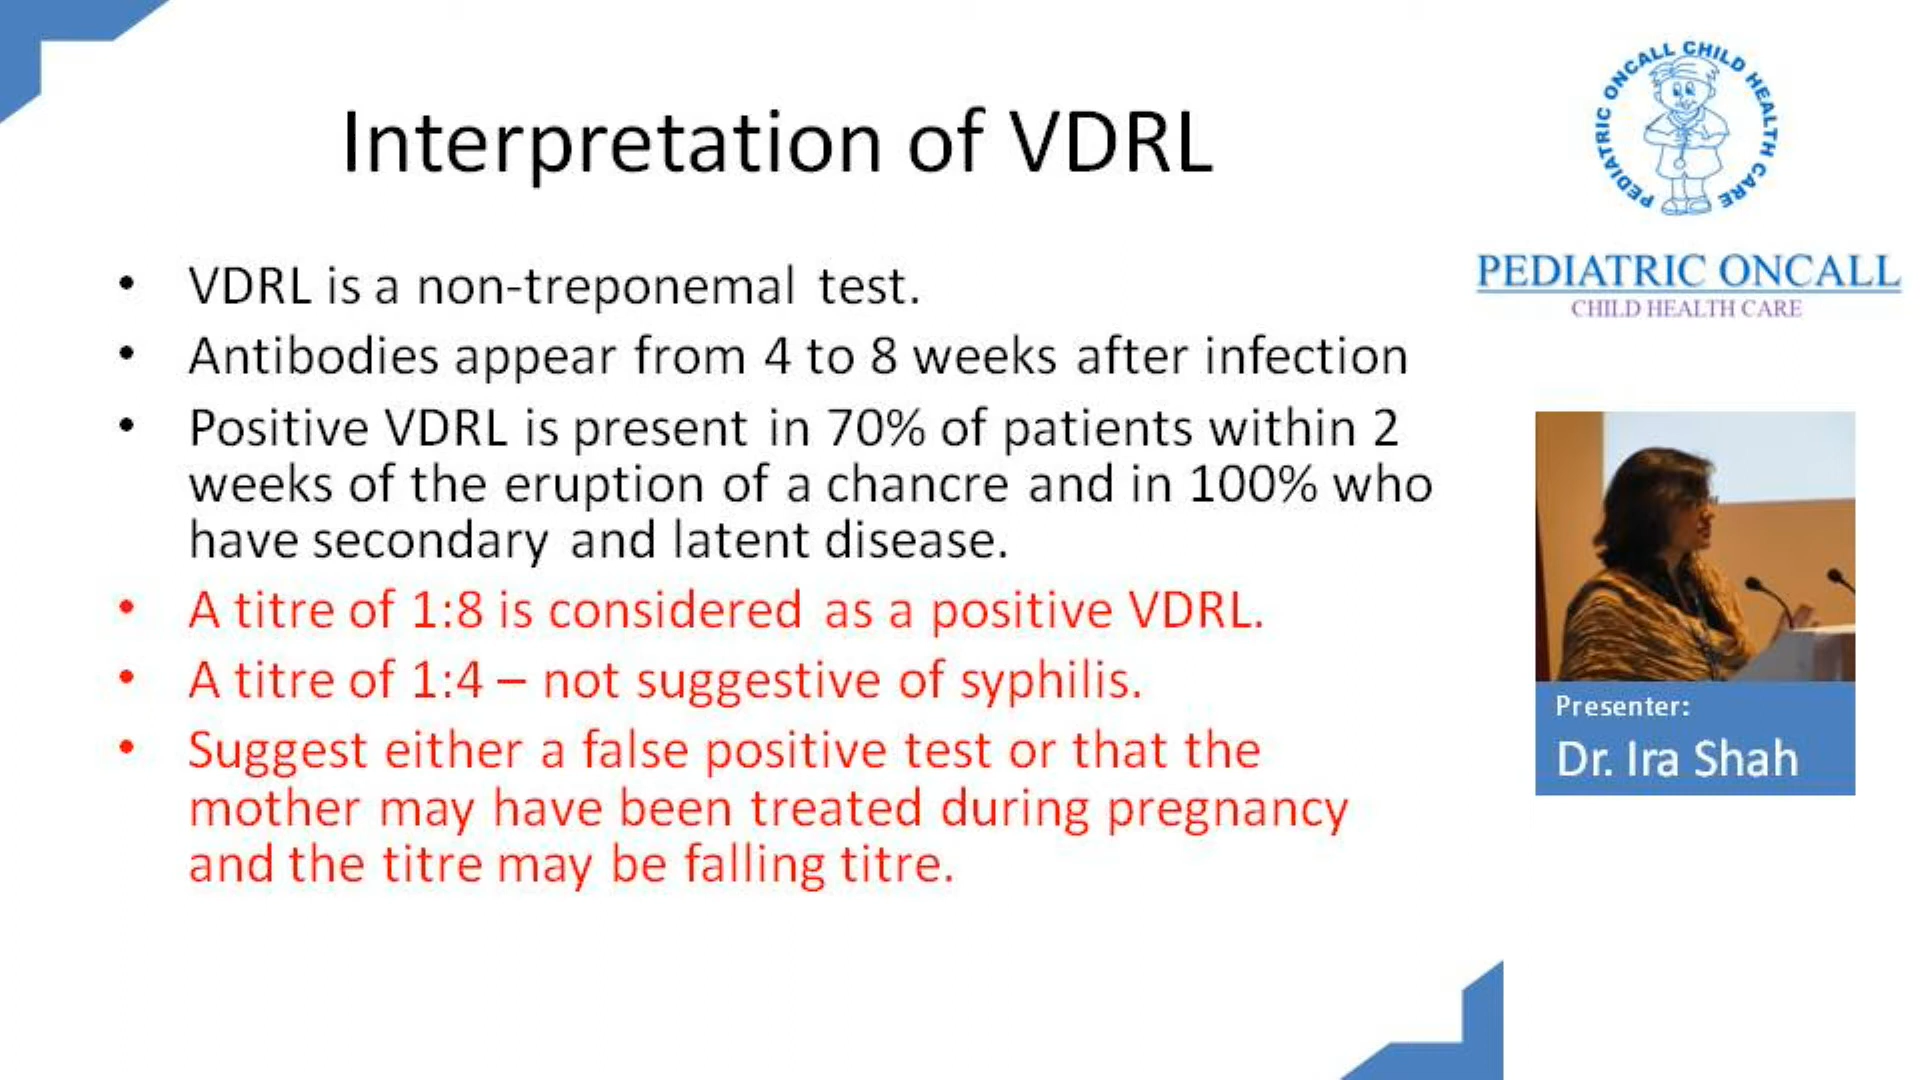 Interpretation of VDRL
• VDRL is a non-treponemal test.
• Antibodies appear from 4 to 8 weeks after infection
• Positive VDRL is present in 70% of patients within 2
weeks of the eruption of a chancre and in 100% who
have secondary and latent disease.
• A titre of 1:8 is considered as a positive VDRL.
• A titre of 1:4 – not suggestive of syphilis.
• Suggest either a false positive test or that the
mother may have been treated during pregnancy
and the titre may be falling titre.
PEDIATRIC ONCALL CHILD HEALTH CARE
PEDIATRIC ONCALL
CHILD HEALTH CARE
Presenter:
Dr. Ira Shah